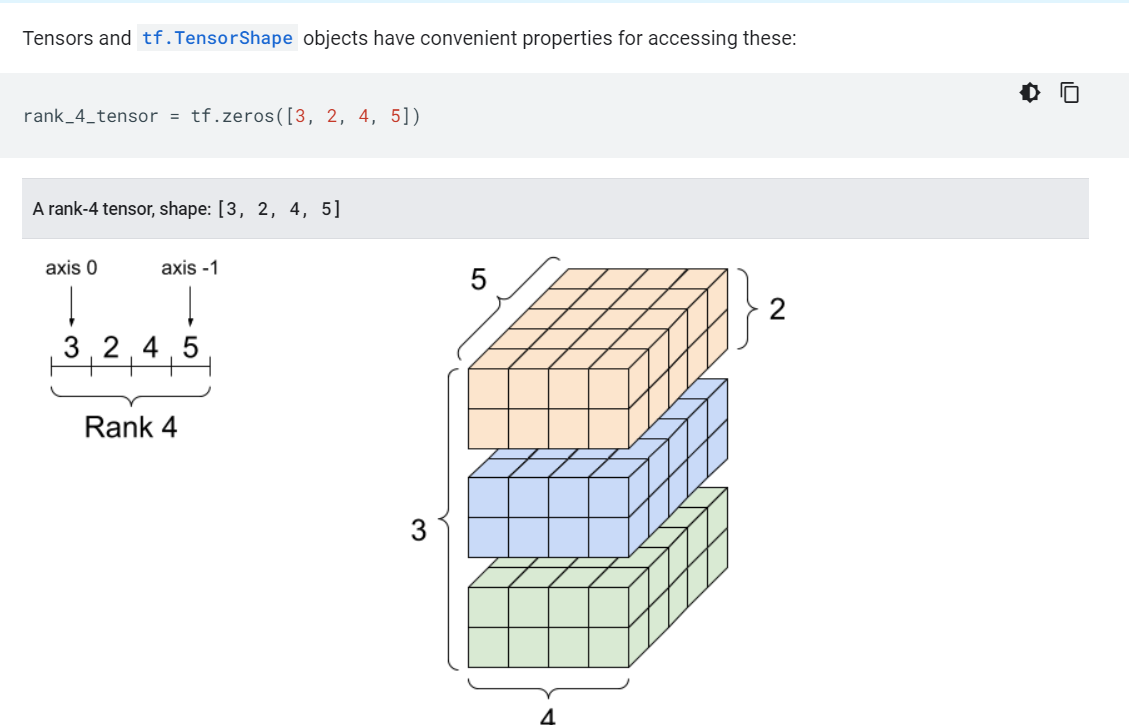 Tensors and tf.TensorShape objects have convenient properties for accessing these:
rank_4_tensor = tf.zeros([3, 2, 4, 5])
A rank-4 tensor, shape: [3, 2, 4, 5]
axis 0 axis -1
3 2 4 5
Rank 4
5
2
3
4